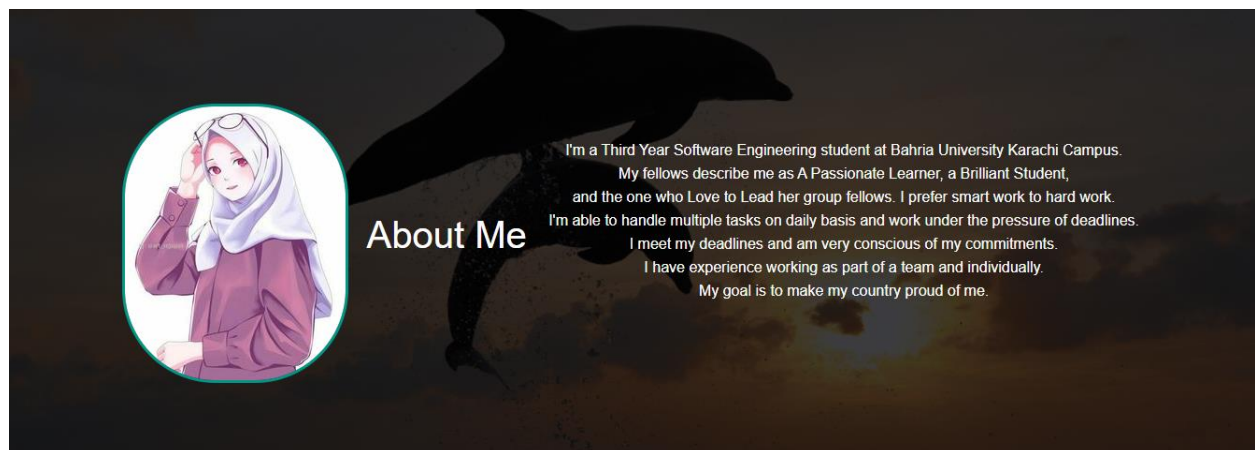 About Me
I'm a Third Year Software Engineering student at Bahria University Karachi Campus.
My fellows describe me as A Passionate Learner, a Brilliant Student,
and the one who Love to Lead her group fellows. I prefer smart work to hard work.
I'm able to handle multiple tasks on daily basis and work under the pressure of deadlines.
I meet my deadlines and am very conscious of my commitments.
I have experience working as part of a team and individually.
My goal is to make my country proud of me.